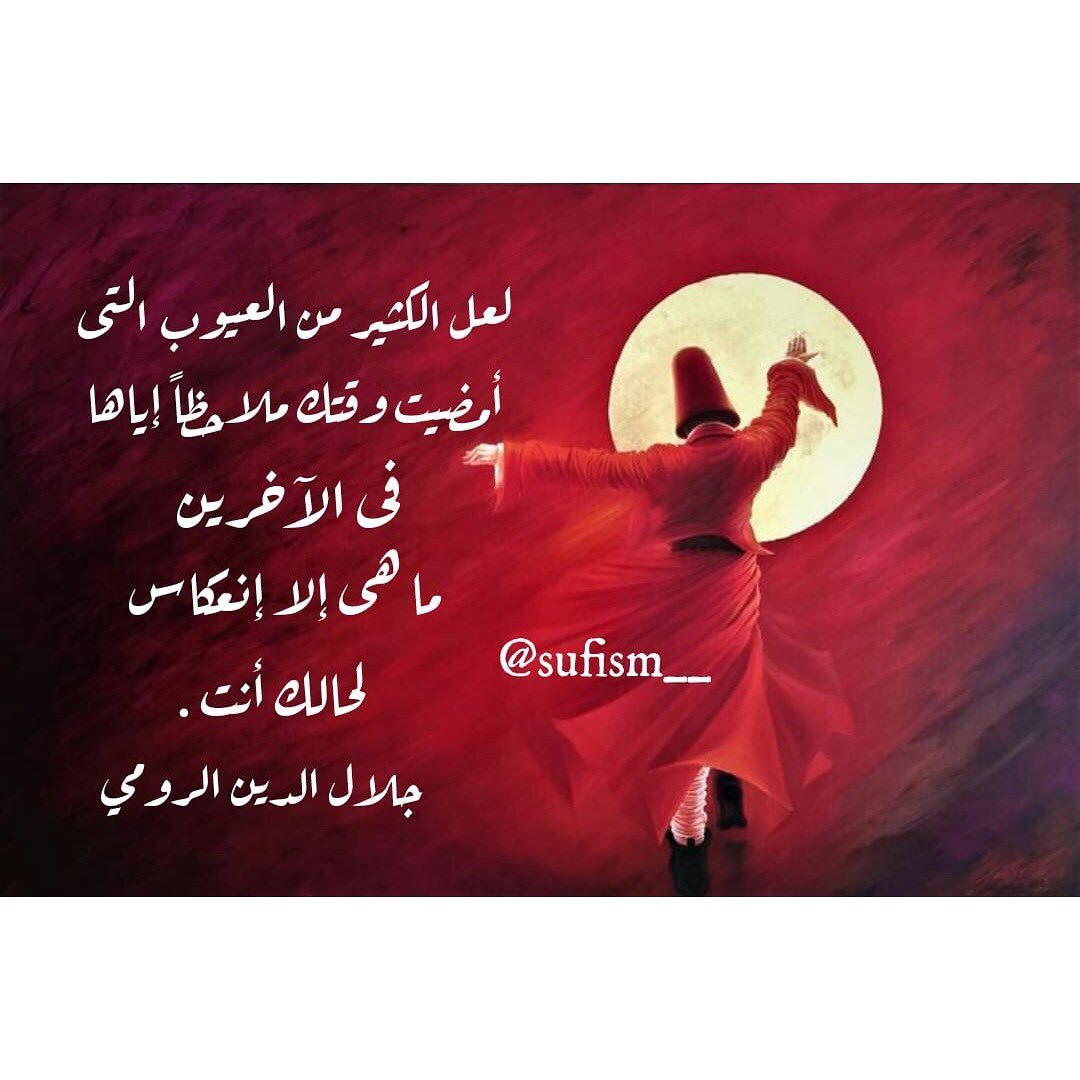 لعل الكثير من العيوب التى
أمضيت وقتك ملاحظاً إياها
فى الآخرين
ما هى إلا إنعكاس
لحالك أنت .
جلال الدين الرومي
@sufism__